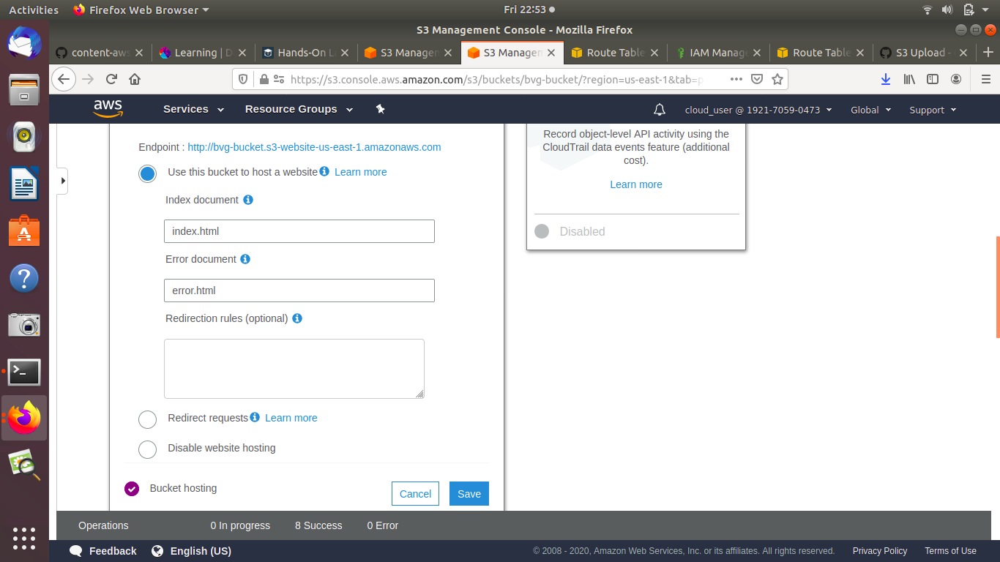 Activities Firefox Web Browser Fri 22:53
S3 Management Console - Mozilla Firefox
content-aws Learning | D Hands-On L S3 Managem S3 Managem Route Table IAM Manage Route Table S3 Upload -
https://s3.console.aws.amazon.com/s3/buckets/bvg-bucket/?region=us-east-1&tab=p
aws Services Resource Groups cloud_user @ 1921-7059-0473 Global Support
Endpoint : http://bvg-bucket.s3-website-us-east-1.amazonaws.com
Use this bucket to host a website Learn more
Index document
index.html
Error document
error.html
Redirection rules (optional)
Redirect requests Learn more
Disable website hosting
Bucket hosting
Cancel Save
Record object-level API activity using the
CloudTrail data events feature (additional
cost).
Learn more
Disabled
Operations 0 In progress 8 Success 0 Error
Feedback English (US) © 2008 - 2020, Amazon Web Services, Inc. or its affiliates. All rights reserved. Privacy Policy Terms of Use